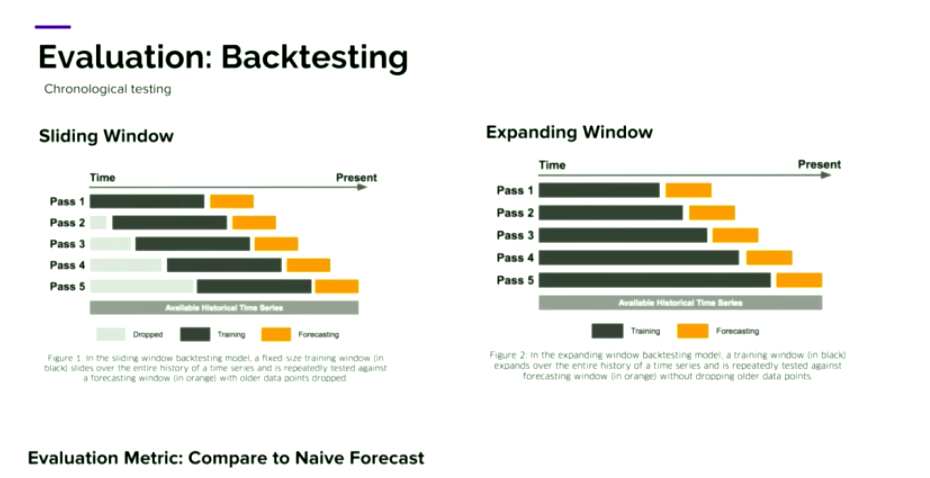 Evaluation: Backtesting
Chronological testing
Sliding Window
Time
Present
Pass 1
Pass 2
Pass 3
Pass 4
Pass 5
Available Historical Time Series
Dropped
Training
Forecasting
Figure 1: In the sliding window backtesting model, a fixed-size training window (in
black) slides over the entire history of a time series and is repeatedly tested against
a forecasting window (in orange) with older data points dropped.
Expanding Window
Time
Present
Pass 1
Pass 2
Pass 3
Pass 4
Pass 5
Available Historical Time Series
Training
Forecasting
Figure 2: In the expanding window backtesting model, a training window (in black)
expands over the entire history of a time series and is repeatedly tested against
forecasting window (in orange) without dropping older data points.
Evaluation Metric: Compare to Naive Forecast